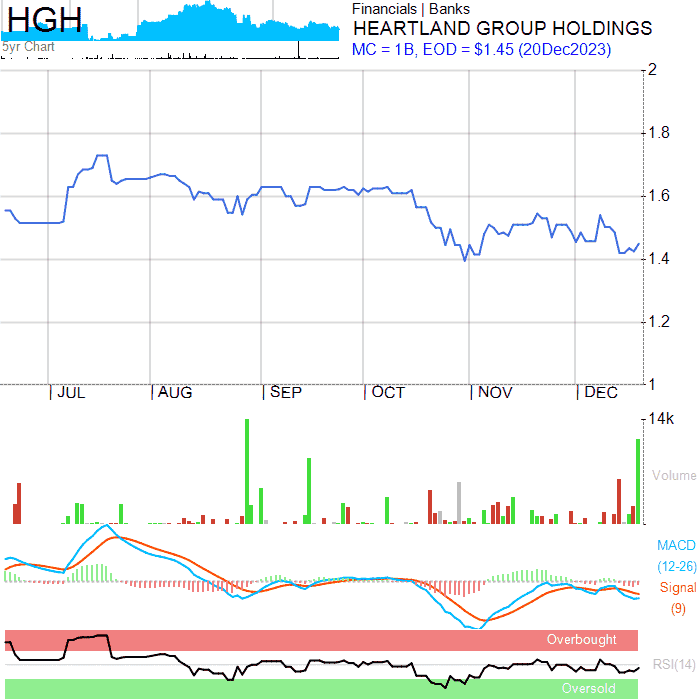 HGH
5yr Chart
Financials | Banks
HEARTLAND GROUP HOLDINGS
MC = 1B, EOD = $1.45 (20Dec2023)
2
1.8
1.6
1.4
1.2
1
JUL AUG SEP OCT NOV DEC
14k
Volume
MACD
(12-26)
Signal
(9)
Overbought
RSI(14)
Oversold